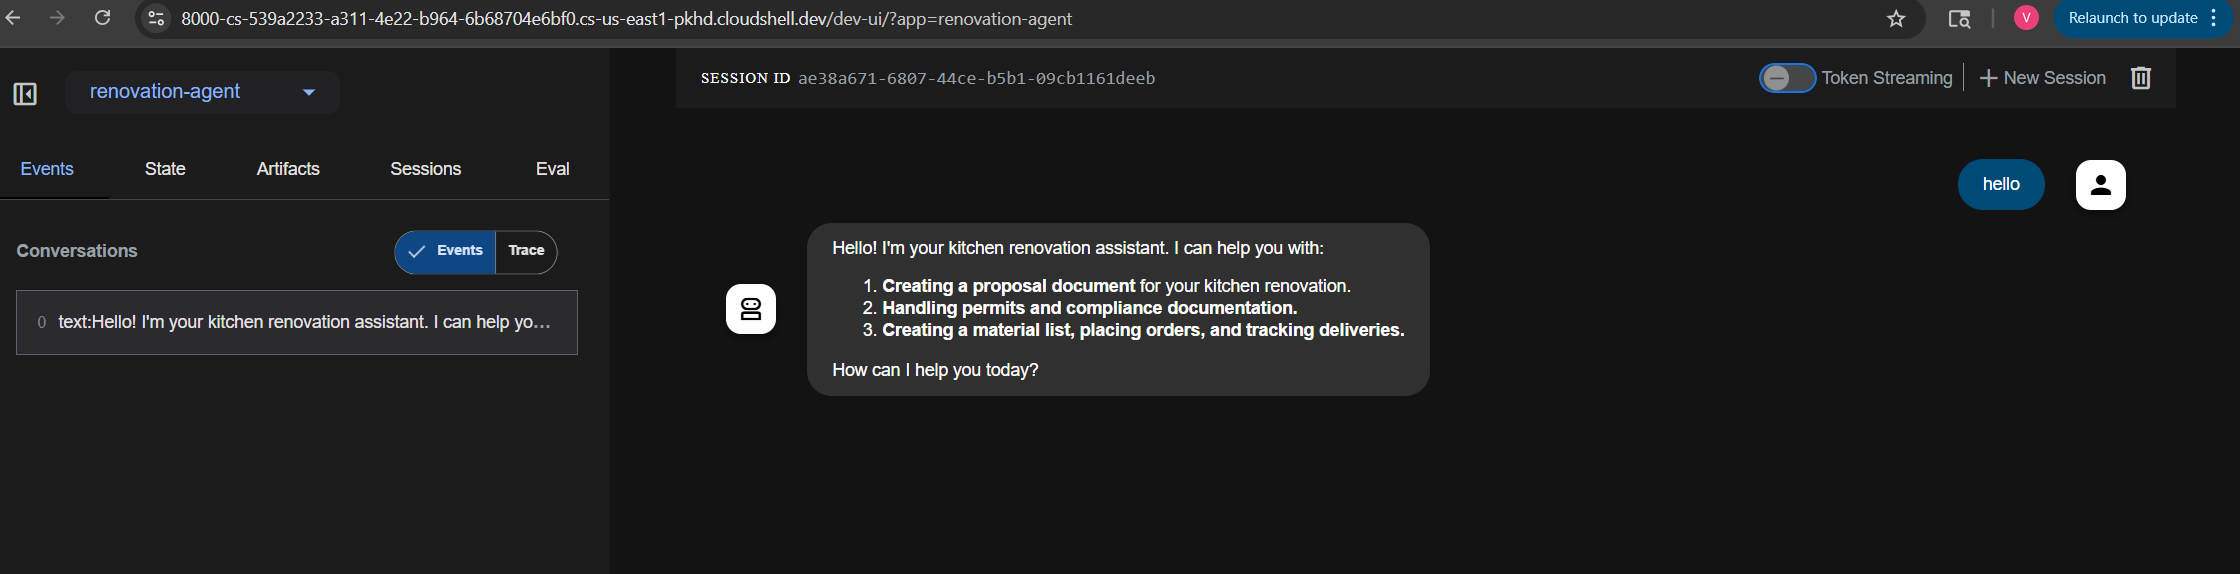 8000-cs-539a2233-a311-4e22-b964-6b68704e6bf0.cs-us-east1-pkhd.cloudshell.dev/dev-ui/?app=renovation-agent
V
Relaunch to update
renovation-agent
SESSION ID ae38a671-6807-44ce-b5b1-09cb1161deeb
Token Streaming
New Session
Events State Artifacts Sessions Eval
Conversations
Events Trace
0 text:Hello! I'm your kitchen renovation assistant. I can help yo...
hello
Hello! I'm your kitchen renovation assistant. I can help you with:
1. Creating a proposal document for your kitchen renovation.
2. Handling permits and compliance documentation.
3. Creating a material list, placing orders, and tracking deliveries.
How can I help you today?